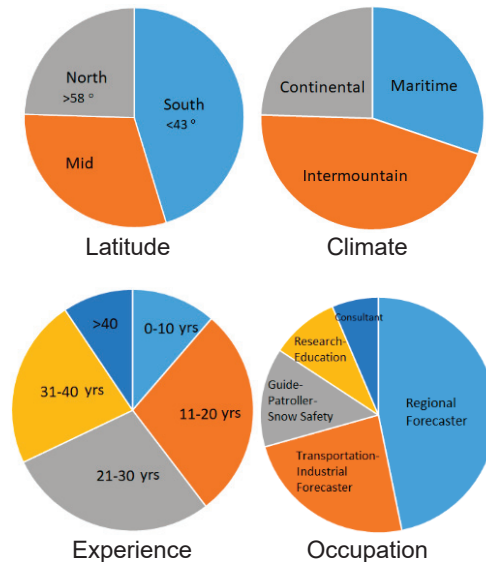 North
>58 °
South
<43 °
Mid
Latitude
Continental
Maritime
Intermountain
Climate
>40
0-10 yrs
31-40 yrs
11-20 yrs
21-30 yrs
Experience
Consultant
Research-
Education
Guide-
Patroller-
Snow Safety
Regional
Forecaster
Transportation-
Industrial
Forecaster
Occupation